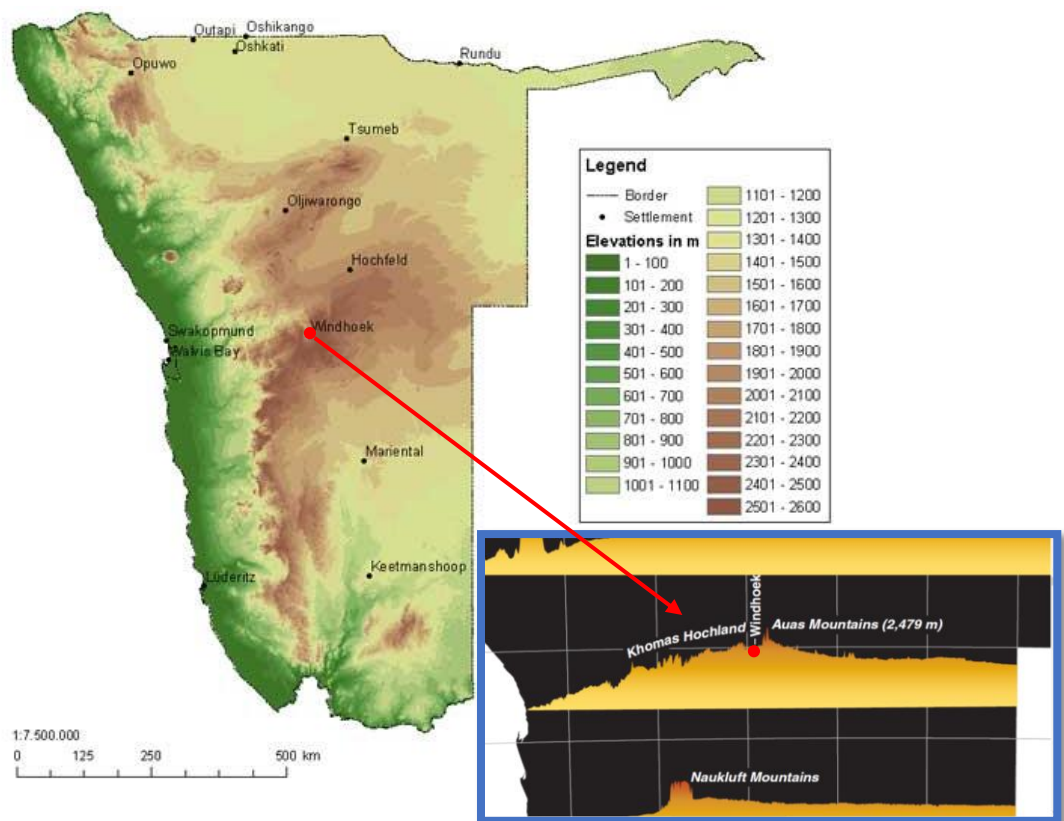 Outapi
Oshikango
Oshkati
Opuwo
Rundu
Tsumeb
Oljiwarongo
Hochfeld
Windhoek
Swakopmund
Walvis Bay
Mariental
Keetmanshoop
Lüderitz
Legend
Border
Settlement
Elevations in m
1 - 100
101 - 200
201 - 300
301 - 400
401 - 500
501 - 600
601 - 700
701 - 800
801 - 900
901 - 1000
1001 - 1100
1101 - 1200
1201 - 1300
1301 - 1400
1401 - 1500
1501 - 1600
1601 - 1700
1701 - 1800
1801 - 1900
1901 - 2000
2001 - 2100
2101 - 2200
2201 - 2300
2301 - 2400
2401 - 2500
2501 - 2600
1:7.500.000
0 125 250 500 km
Khomas Hochland
Windhoek
Auas Mountains (2,479 m)
Naukluft Mountains